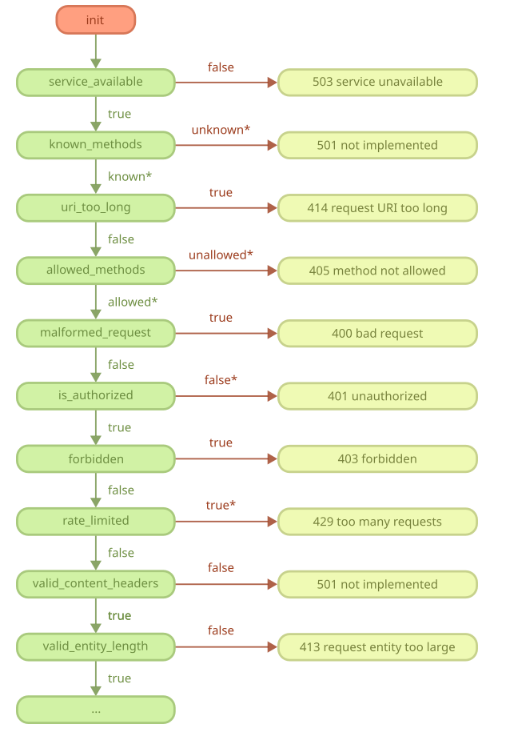 init
false
service_available
503 service unavailable
true
unknown*
known_methods
501 not implemented
known*
true
uri_too_long
414 request URI too long
false
unallowed*
allowed_methods
405 method not allowed
allowed*
true
malformed_request
400 bad request
false
false*
is_authorized
401 unauthorized
true
true
forbidden
403 forbidden
false
true*
rate_limited
429 too many requests
false
false
valid_content_headers
501 not implemented
true
false
valid_entity_length
413 request entity too large
true
...